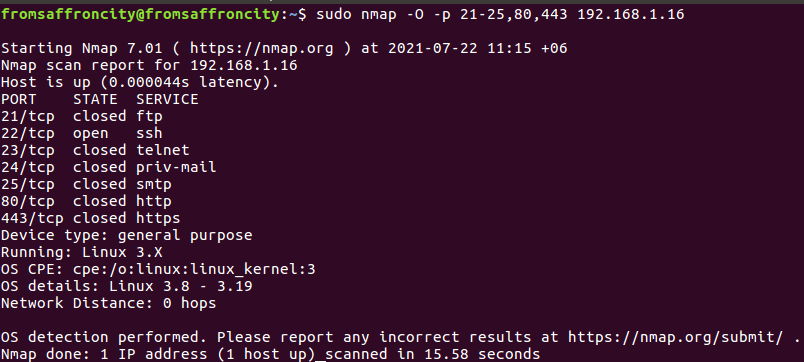 fromsaffroncity@fromsaffroncity:~$ sudo nmap -O -p 21-25,80,443 192.168.1.16
Starting Nmap 7.01 ( https://nmap.org ) at 2021-07-22 11:15 +06
Nmap scan report for 192.168.1.16
Host is up (0.000044s latency).
PORT    STATE  SERVICE
21/tcp  closed ftp
22/tcp  open   ssh
23/tcp  closed telnet
24/tcp  closed priv-mail
25/tcp  closed smtp
80/tcp  closed http
443/tcp closed https
Device type: general purpose
Running: Linux 3.X
OS CPE: cpe:/o:linux:linux_kernel:3
OS details: Linux 3.8 - 3.19
Network Distance: 0 hops
OS detection performed. Please report any incorrect results at https://nmap.org/submit/ .
Nmap done: 1 IP address (1 host up) scanned in 15.58 seconds